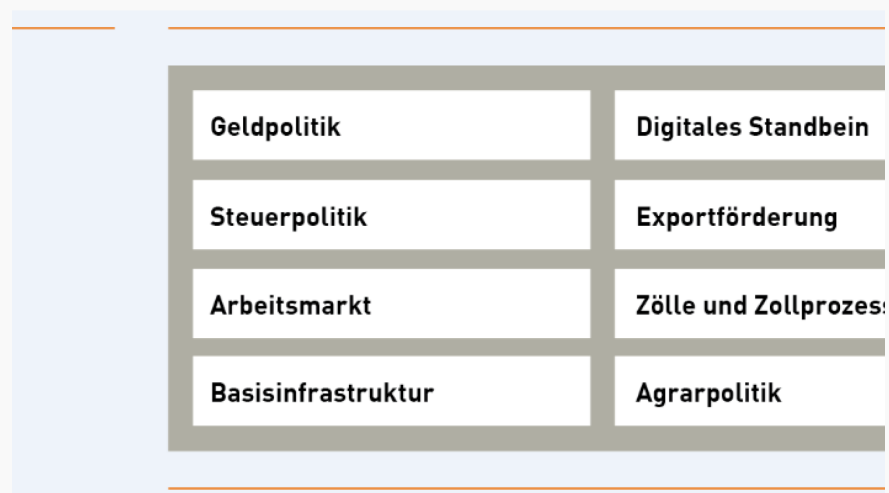 Geldpolitik
Digitales Standbein
Steuerpolitik
Exportförderung
Arbeitsmarkt
Zölle und
Basisinfrastruktur
Agrarpolitik